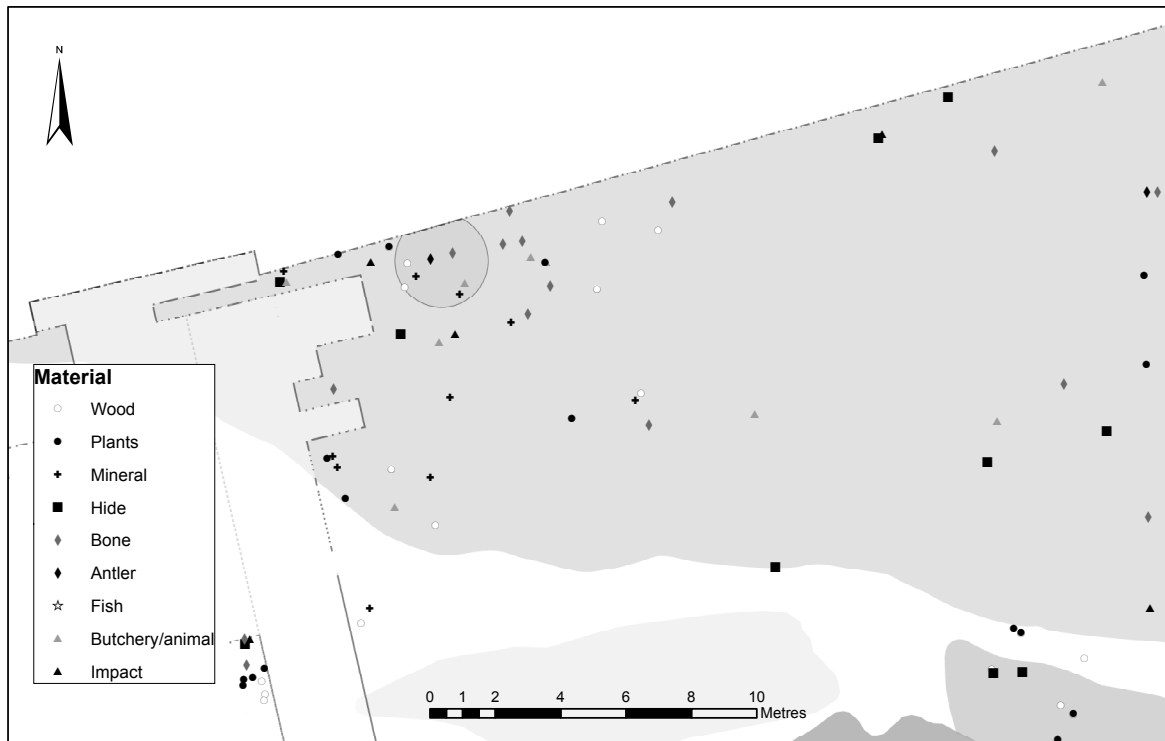 N
Material
Wood
Plants
Mineral
Hide
Bone
Antler
Fish
Butchery/animal
Impact
0 1 2 4 6 8 10
Metres